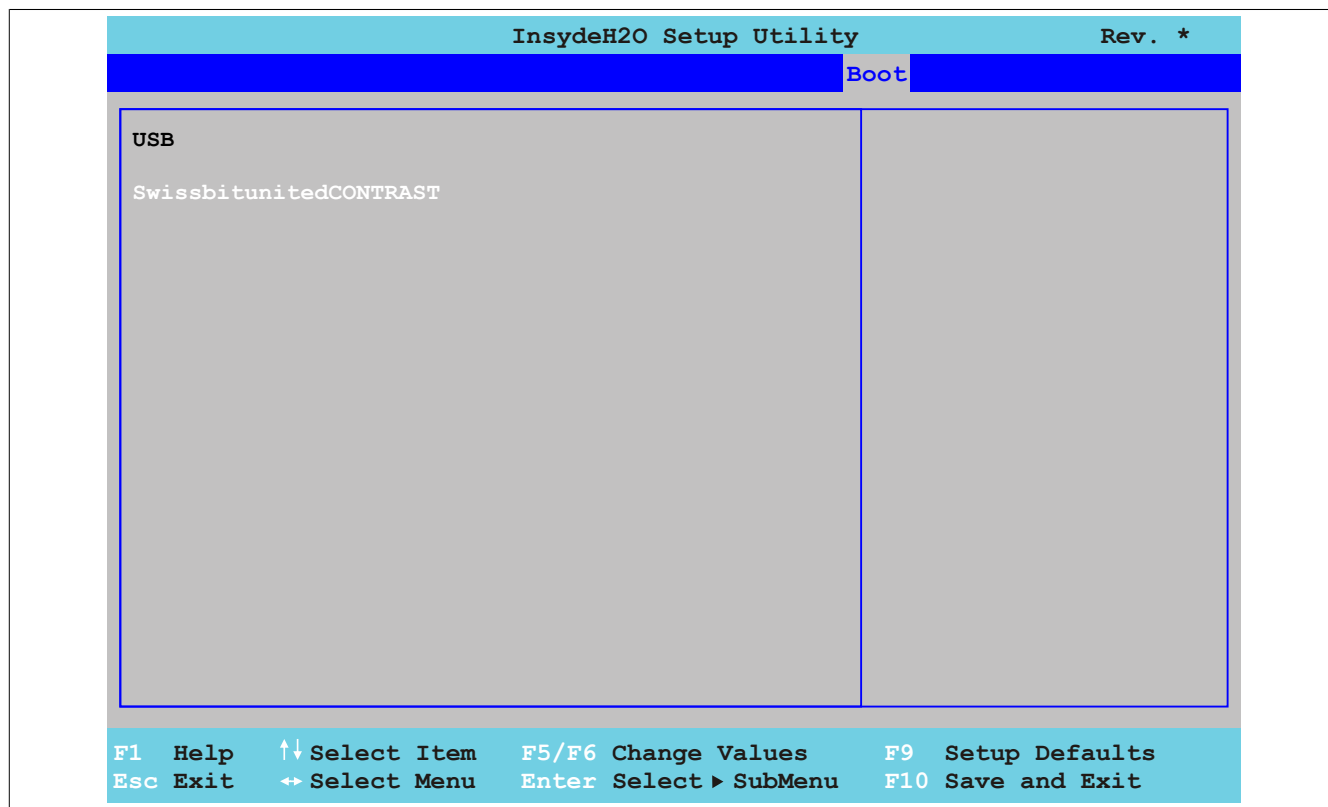 InsydeH2O Setup Utility Rev. *
Boot
USB
SwissbitunitedCONTRAST
F1 Help ↑↓ Select Item F5/F6 Change Values F9 Setup Defaults
Esc Exit ↔ Select Menu Enter Select ► SubMenu F10 Save and Exit